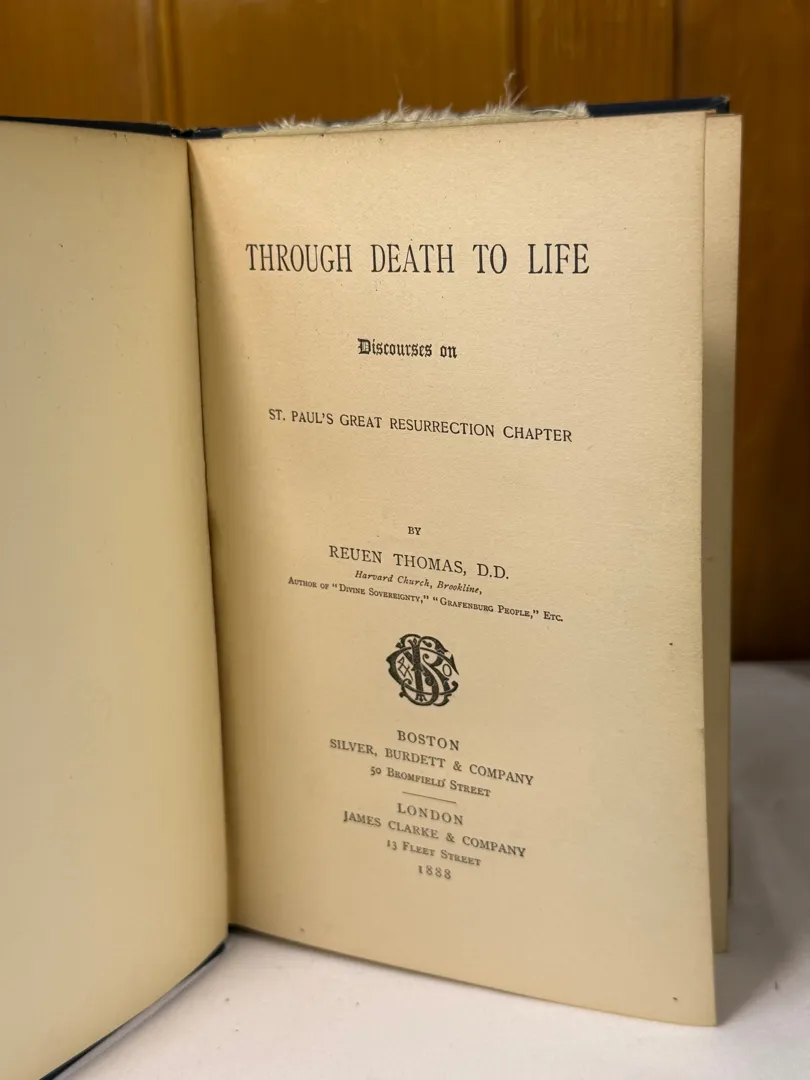 THROUGH DEATH TO LIFE
Discourses on
ST. PAUL'S GREAT RESURRECTION CHAPTER
BY
REUEN THOMAS, D.D.
Harvard Church, Brookline,
AUTHOR OF "DIVINE SOVEREIGNTY," "GRAFENBURG PEOPLE," ETC.
BOSTON
SILVER, BURDETT & COMPANY
50 BROMFIELD STREET
LONDON
JAMES CLARKE & COMPANY
13 FLEET STREET
1888